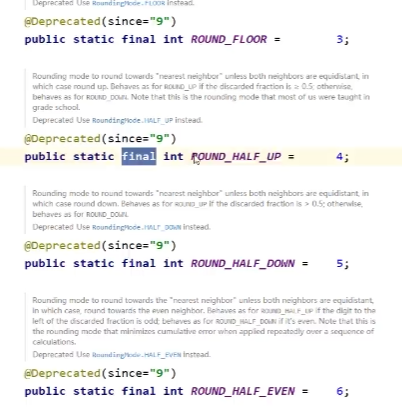 Deprecated Use RoundingMode.FLOOR instead.
@Deprecated(since="9")
public static final int ROUND_FLOOR = 3;
Rounding mode to round towards "nearest neighbor" unless both neighbors are equidistant, in
which case round up. Behaves as for ROUND_UP if the discarded fraction is ≥ 0.5; otherwise,
behaves as for ROUND_DOWN. Note that this is the rounding mode that most of us were taught in
grade school.
Deprecated Use RoundingMode.HALF_UP instead.
@Deprecated(since="9")
public static final int ROUND_HALF_UP = 4;
Rounding mode to round towards "nearest neighbor" unless both neighbors are equidistant, in
which case round down. Behaves as for ROUND_UP if the discarded fraction is > 0.5; otherwise,
behaves as for ROUND_DOWN.
Deprecated Use RoundingMode.HALF_DOWN instead.
@Deprecated(since="9")
public static final int ROUND_HALF_DOWN = 5;
Rounding mode to round towards the "nearest neighbor" unless both neighbors are equidistant,
in which case, round towards the even neighbor. Behaves as for ROUND_HALF_UP if the digit to the
left of the discarded fraction is odd; behaves as for ROUND_HALF_DOWN if it's even. Note that this is
the rounding mode that minimizes cumulative error when applied repeatedly over a sequence of
calculations.
Deprecated Use RoundingMode.HALF_EVEN instead.
@Deprecated(since="9")
public static final int ROUND_HALF_EVEN = 6;